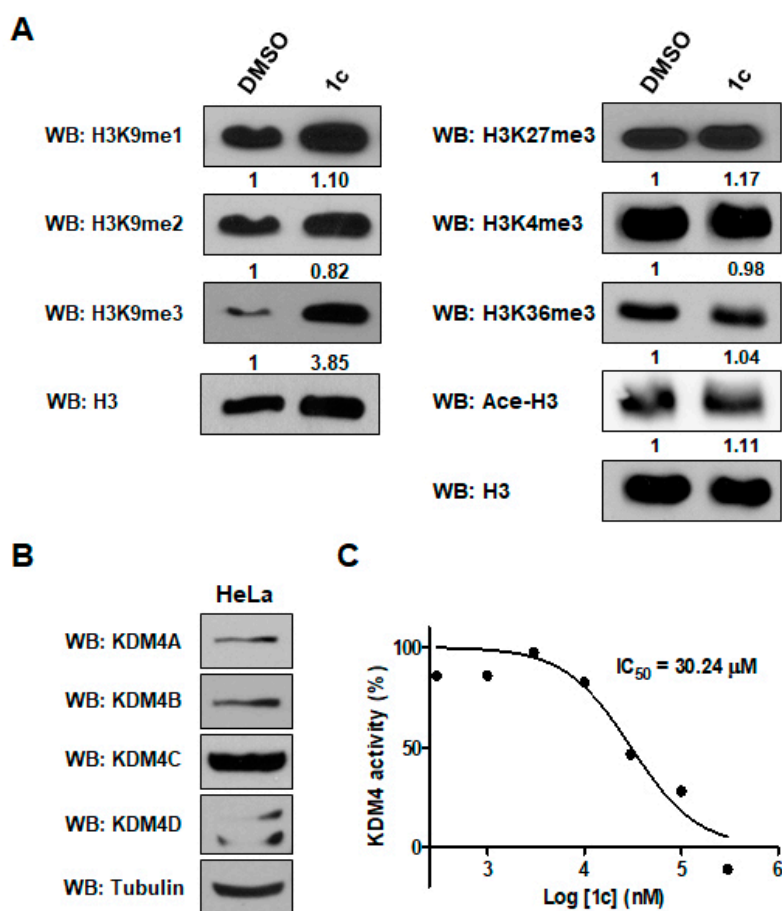 A
DMSO 1c
WB: H3K9me1
1 1.10
WB: H3K9me2
1 0.82
WB: H3K9me3
1 3.85
WB: H3
DMSO 1c
WB: H3K27me3
1 1.17
WB: H3K4me3
1 0.98
WB: H3K36me3
1 1.04
WB: Ace-H3
1 1.11
WB: H3
B
HeLa
WB: KDM4A
WB: KDM4B
WB: KDM4C
WB: KDM4D
WB: Tubulin
C
IC50 = 30.24 µM
KDM4 activity (%)
100
50
0
3 4 5 6
Log [1c] (nM)